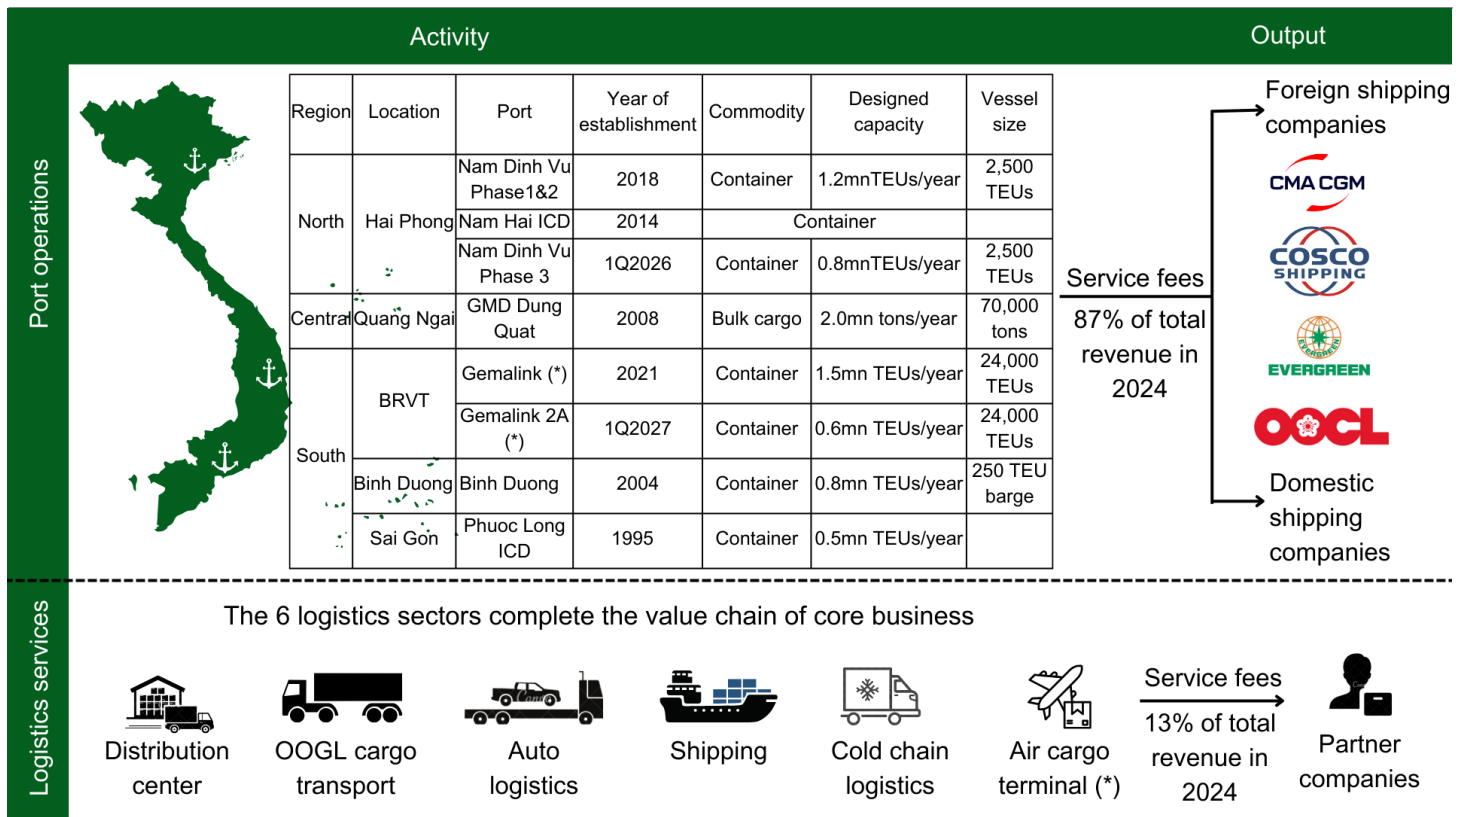 Activity
Output
Port operations
Region
Location
Port
Year of
establishment
Commodity
Designed
capacity
Vessel
size
North
Hai Phong
Nam Dinh Vu
Phase1&2
2018
Container
1.2mnTEUs/year
2,500
TEUs
Nam Hai ICD
2014
Container
Nam Dinh Vu
Phase 3
1Q2026
Container
0.8mnTEUs/year
2,500
TEUs
Central
Quang Ngai
GMD Dung
Quat
2008
Bulk cargo
2.0mn tons/year
70,000
tons
South
BRVT
Gemalink (*)
2021
Container
1.5mn TEUs/year
24,000
TEUs
Gemalink 2A
(*)
1Q2027
Container
0.6mn TEUs/year
24,000
TEUs
Binh Duong
Binh Duong
2004
Container
0.8mn TEUs/year
250 TEU
barge
Sai Gon
Phuoc Long
ICD
1995
Container
0.5mn TEUs/year
Service fees
87% of total
revenue in
2024
Foreign shipping
companies
CMA CGM
COSCO
SHIPPING
EVERGREEN
EVERGREEN
OOCL
Domestic
shipping
companies
Logistics services
The 6 logistics sectors complete the value chain of core business
Distribution
center
OOGL cargo
transport
Auto
logistics
Shipping
Cold chain
logistics
Air cargo
terminal (*)
Service fees
13% of total
revenue in
2024
Partner
companies